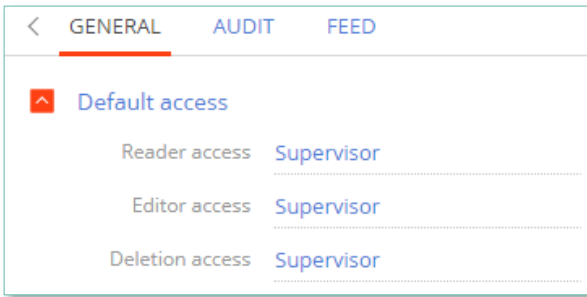 GENERAL AUDIT FEED
Default access
Reader access Supervisor
Editor access Supervisor
Deletion access Supervisor